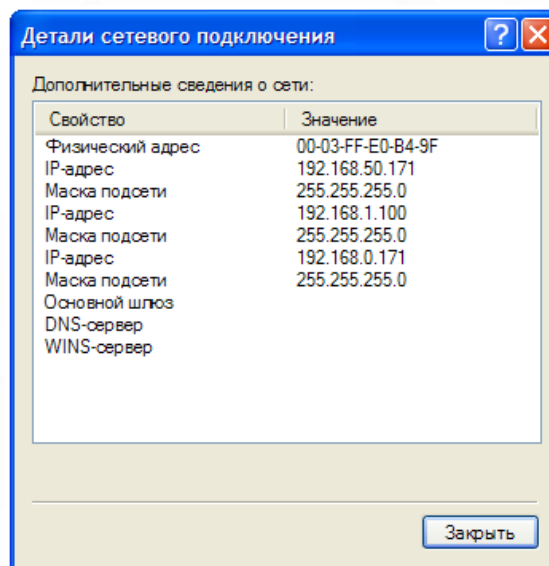 Детали сетевого подключения
Дополнительные сведения о сети:
Свойство Значение
Физический адрес 00-03-FF-E0-B4-9F
IP-адрес 192.168.50.171
Маска подсети 255.255.255.0
IP-адрес 192.168.1.100
Маска подсети 255.255.255.0
IP-адрес 192.168.0.171
Маска подсети 255.255.255.0
Основной шлюз
DNS-сервер
WINS-сервер
Закрыть